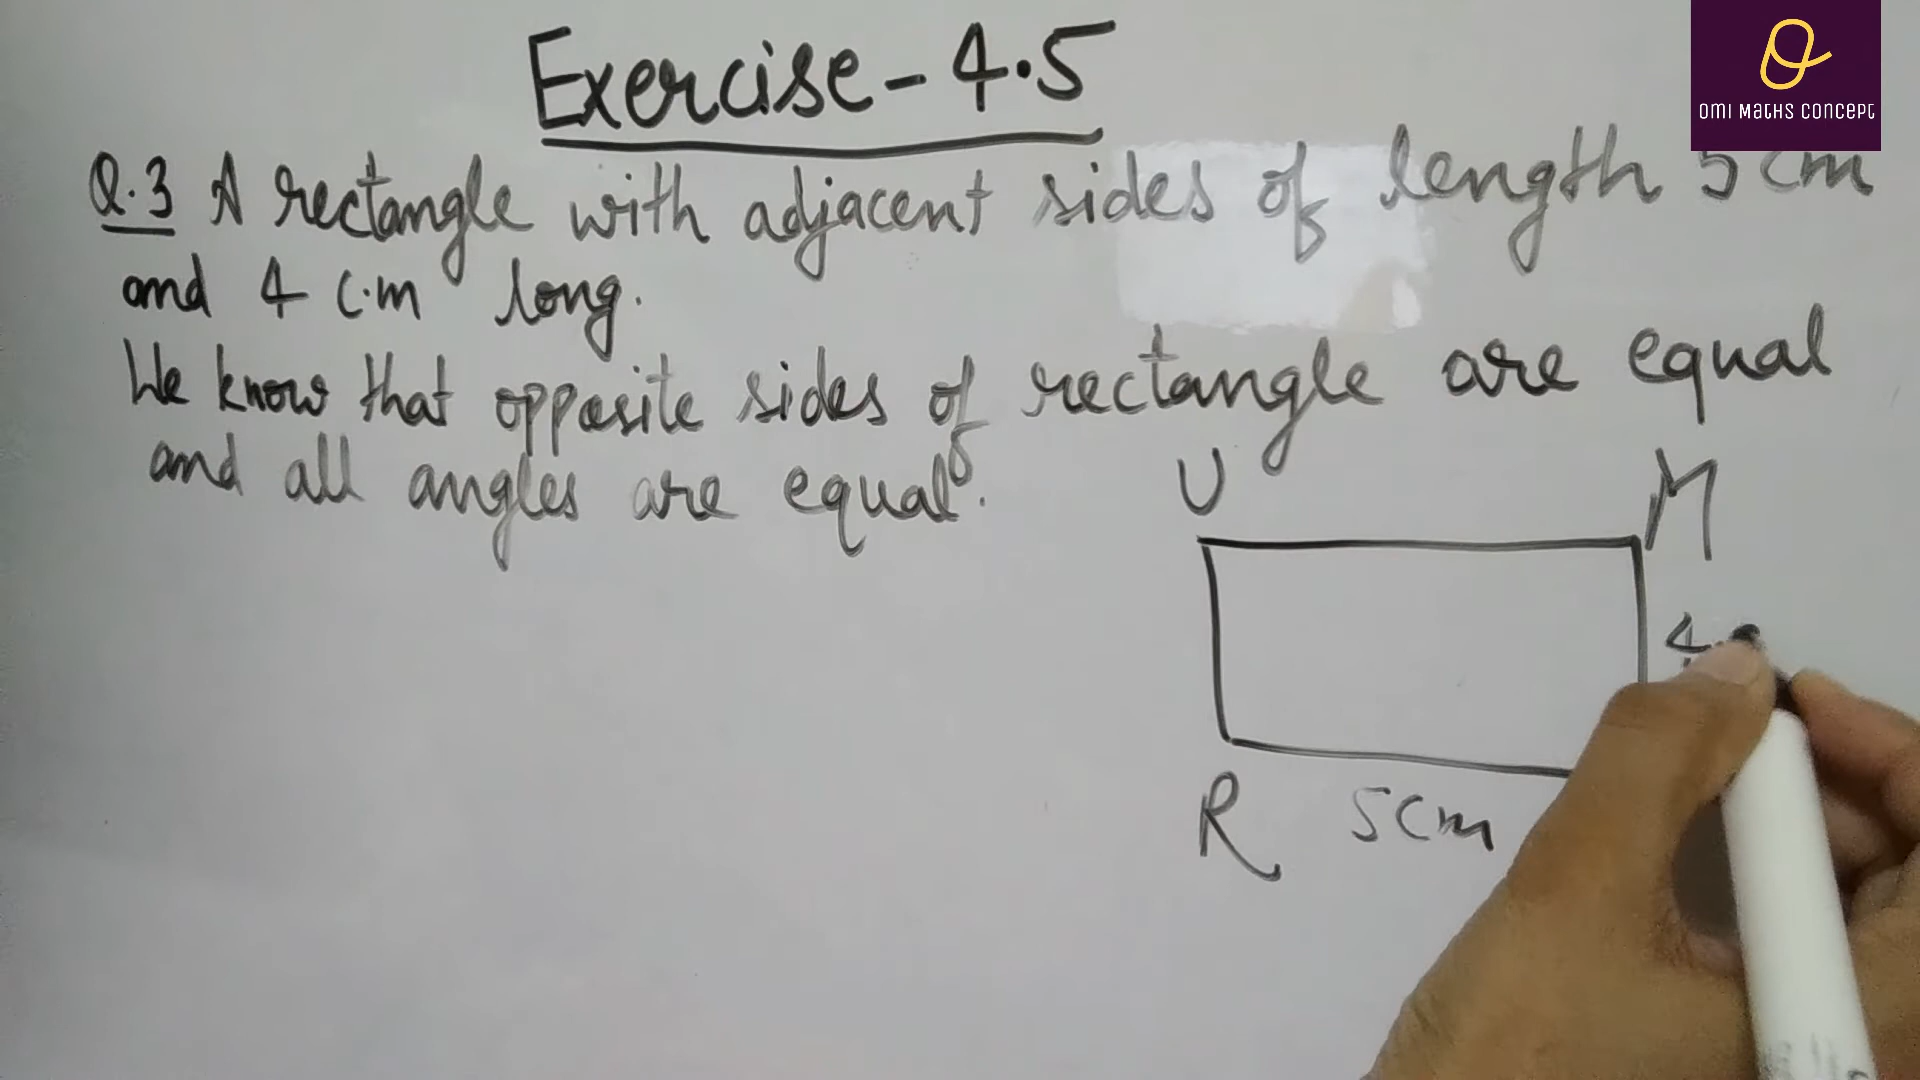 Exercise - 4.5
OMI MATHS CONCEPT
Q.3 A rectangle with adjacent sides of length 5 cm
and 4 c.m long.
We know that opposite sides of rectangle are equal
and all angles are equal.
U M
4
R 5cm